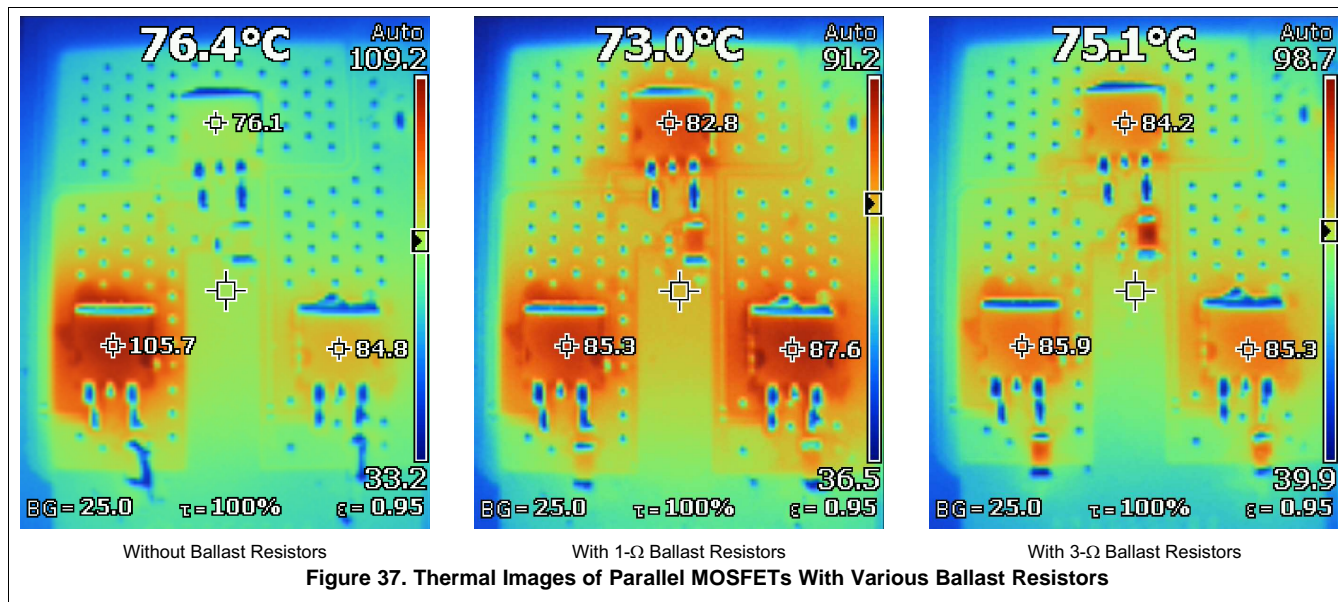 76.4°C
Auto
109.2
76.1
105.7
84.8
33.2
BG = 25.0 τ = 100% ε = 0.95
73.0°C
Auto
91.2
82.8
85.3
87.6
36.5
BG = 25.0 τ = 100% ε = 0.95
75.1°C
Auto
98.7
84.2
85.9
85.3
39.9
BG = 25.0 τ = 100% ε = 0.95
Without Ballast Resistors
With 1-Ω Ballast Resistors
With 3-Ω Ballast Resistors
Figure 37. Thermal Images of Parallel MOSFETs With Various Ballast Resistors